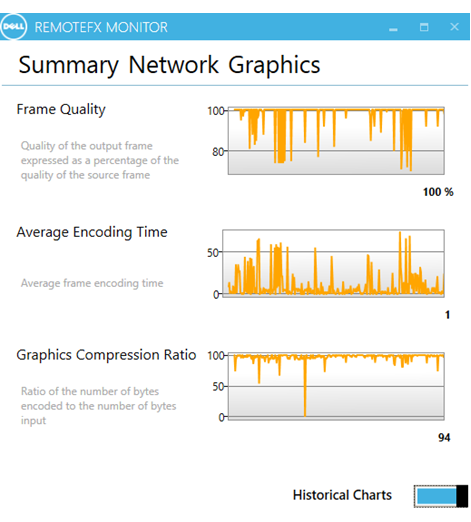 DELL REMOTEFX MONITOR
Summary Network Graphics
Frame Quality
Quality of the output frame
expressed as a percentage of the
quality of the source frame
100
80
100 %
Average Encoding Time
Average frame encoding time
50
0
1
Graphics Compression Ratio
Ratio of the number of bytes
encoded to the number of bytes
input
100
50
0
94
Historical Charts